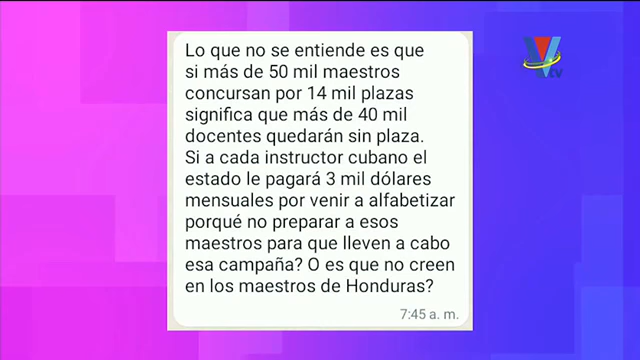 Lo que no se entiende es que
si más de 50 mil maestros
concursan por 14 mil plazas
significa que más de 40 mil
docentes quedarán sin plaza.
Si a cada instructor cubano el
estado le pagará 3 mil dólares
mensuales por venir a alfabetizar
porqué no preparar a esos
maestros para que lleven a cabo
esa campaña? O es que no creen
en los maestros de Honduras?
7:45 a. m.
tv